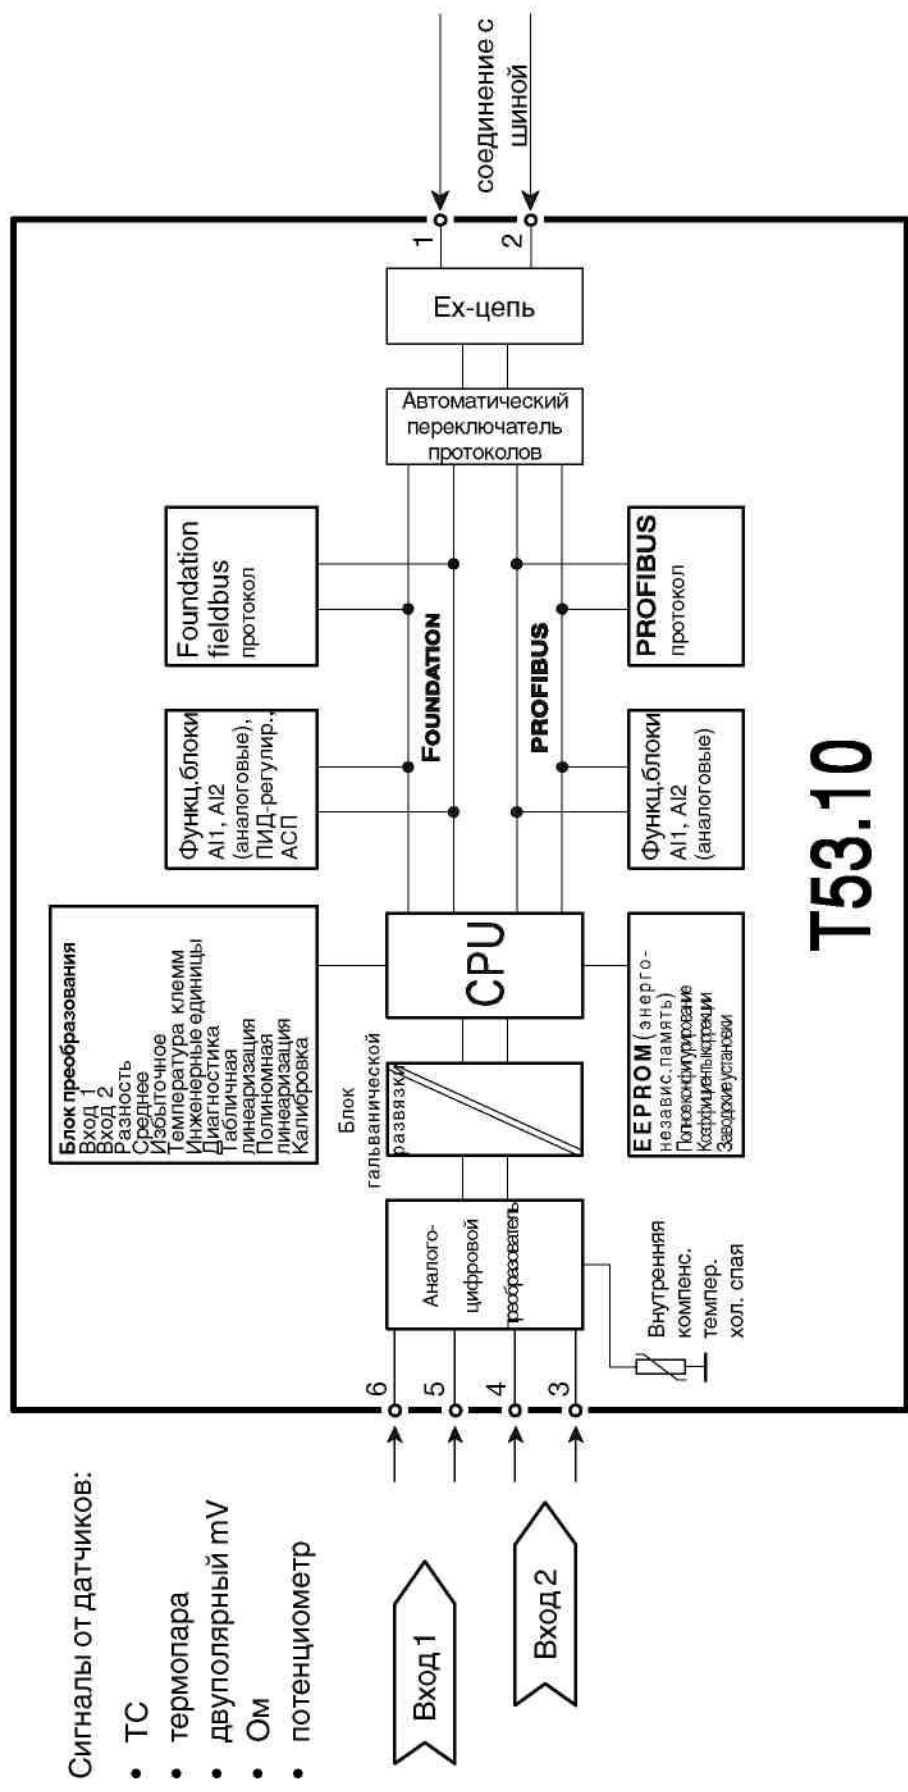 Сигналы от датчиков:
• ТС
• термопара
• двуполярный mV
• Ом
• потенциометр
Вход 1
Вход 2
6
5
4
3
Аналого-
цифровой
преобразователь
Внутренняя
компенс.
темпер.
хол. спая
Блок
гальванической
развязки
Блок преобразования
Вход 1
Вход 2
Разность
Среднее
Избыточное
Температура клемм
Инженерные единицы
Диагностика
Табличная
линеаризация
Полиномная
линеаризация
Калибровка
CPU
EEPROM (энерго-
независ.память)
Полное конфигурирование
Коэффициенты коррекции
Заводские установки
Функц.блоки
AI1, AI2
(аналоговые),
ПИД-регулир.,
АСП
Функц.блоки
AI1, AI2
(аналоговые)
FOUNDATION
PROFIBUS
Foundation
fieldbus
протокол
PROFIBUS
протокол
Автоматический
переключатель
протоколов
Ex-цепь
1
2
соединение с
шиной
T53.10